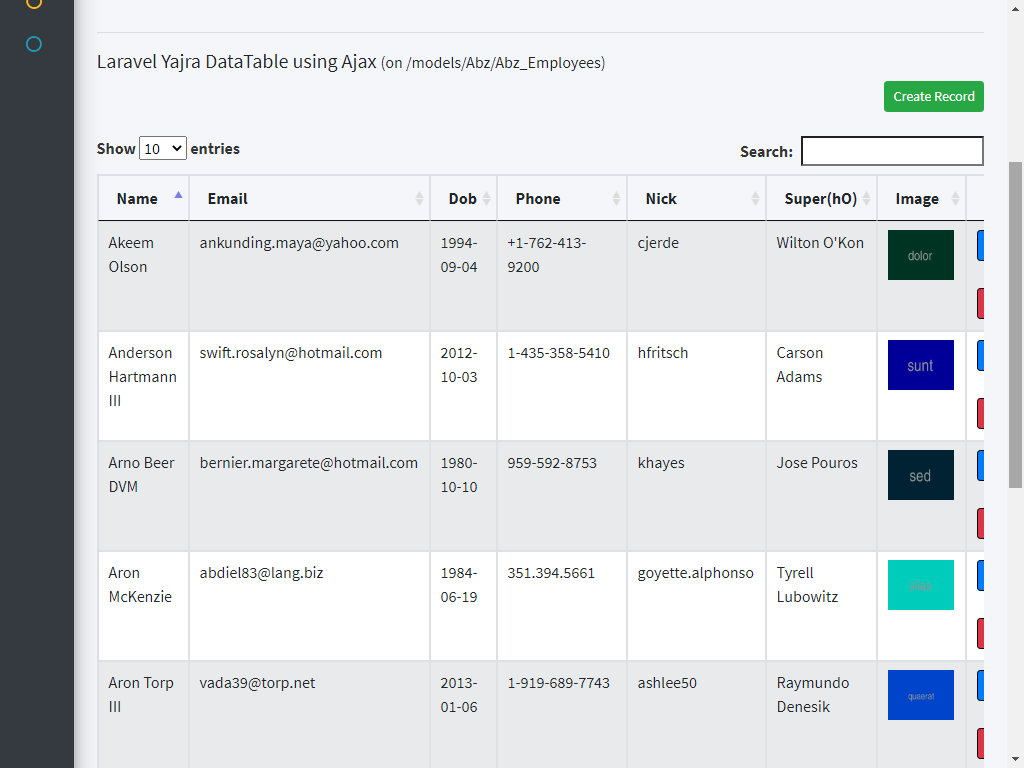 Laravel Yajra DataTable using Ajax (on /models/Abz/Abz_Employees)
Create Record
Show 10 entries
Search:
Name Email Dob Phone Nick Super(hO) Image
Akeem ankunding.maya@yahoo.com 1994- +1-762-413- cjerde Wilton O'Kon dolor
Olson 09-04 9200
Anderson swift.rosalyn@hotmail.com 2012- 1-435-358-5410 hfritsch Carson sunt
Hartmann 10-03 Adams
III
Arno Beer bernier.margarete@hotmail.com 1980- 959-592-8753 khayes Jose Pouros sed
DVM 10-10
Aron abdiel83@lang.biz 1984- 351.394.5661 goyette.alphonso Tyrell
McKenzie 06-19 Lubowitz
Aron Torp vada39@torp.net 2013- 1-919-689-7743 ashlee50 Raymundo quaerat
III 01-06 Denesik